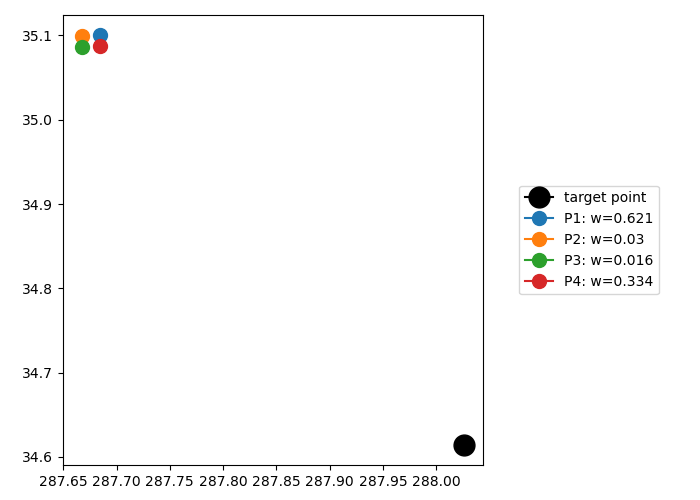 35.1
35.0
34.9
34.8
34.7
34.6
287.65 287.70 287.75 287.80 287.85 287.90 287.95 288.00
target point
P1: w=0.621
P2: w=0.03
P3: w=0.016
P4: w=0.334